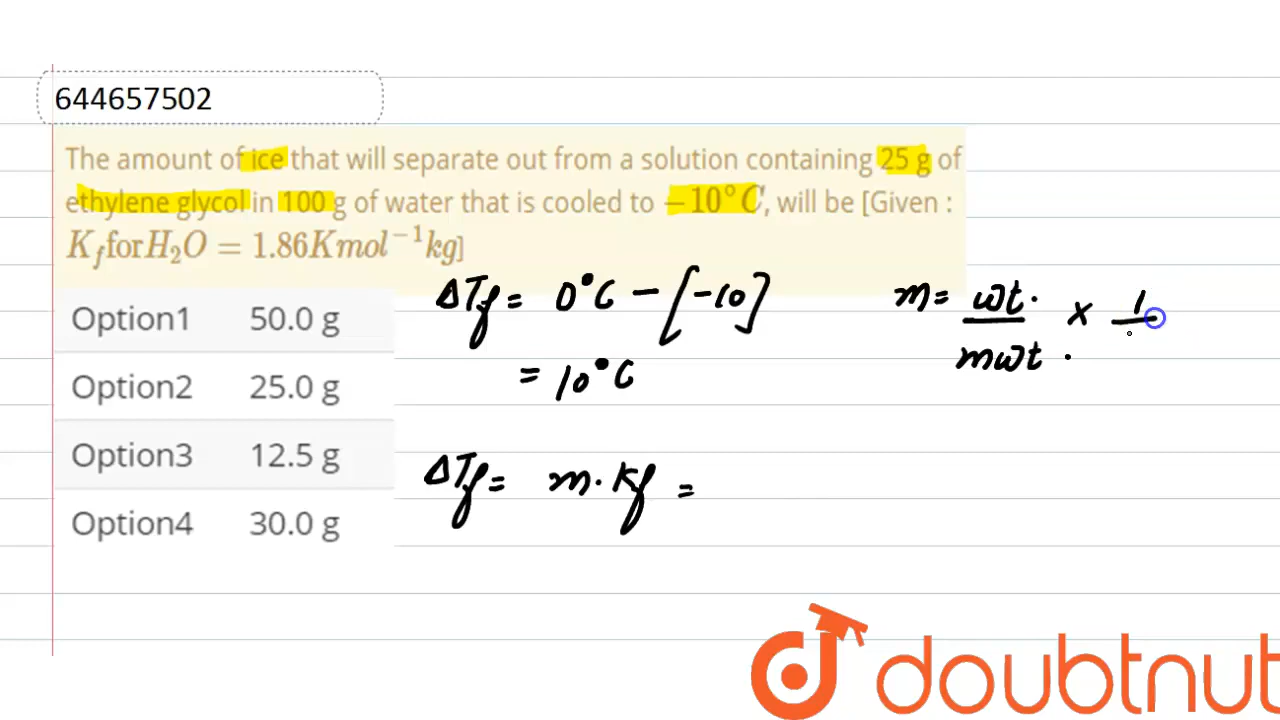 644657502
The amount of ice that will separate out from a solution containing 25 g of
ethylene glycol in 100 g of water that is cooled to −10°C, will be [Given :
K_f for H₂O = 1.86 K mol⁻¹ kg]
Option1 50.0 g
Option2 25.0 g
Option3 12.5 g
Option4 30.0 g
ΔTf = 0°C − [−10]
= 10°C
ΔTf = m · Kf =
m = wt. / mwt. × 1
doubtnut